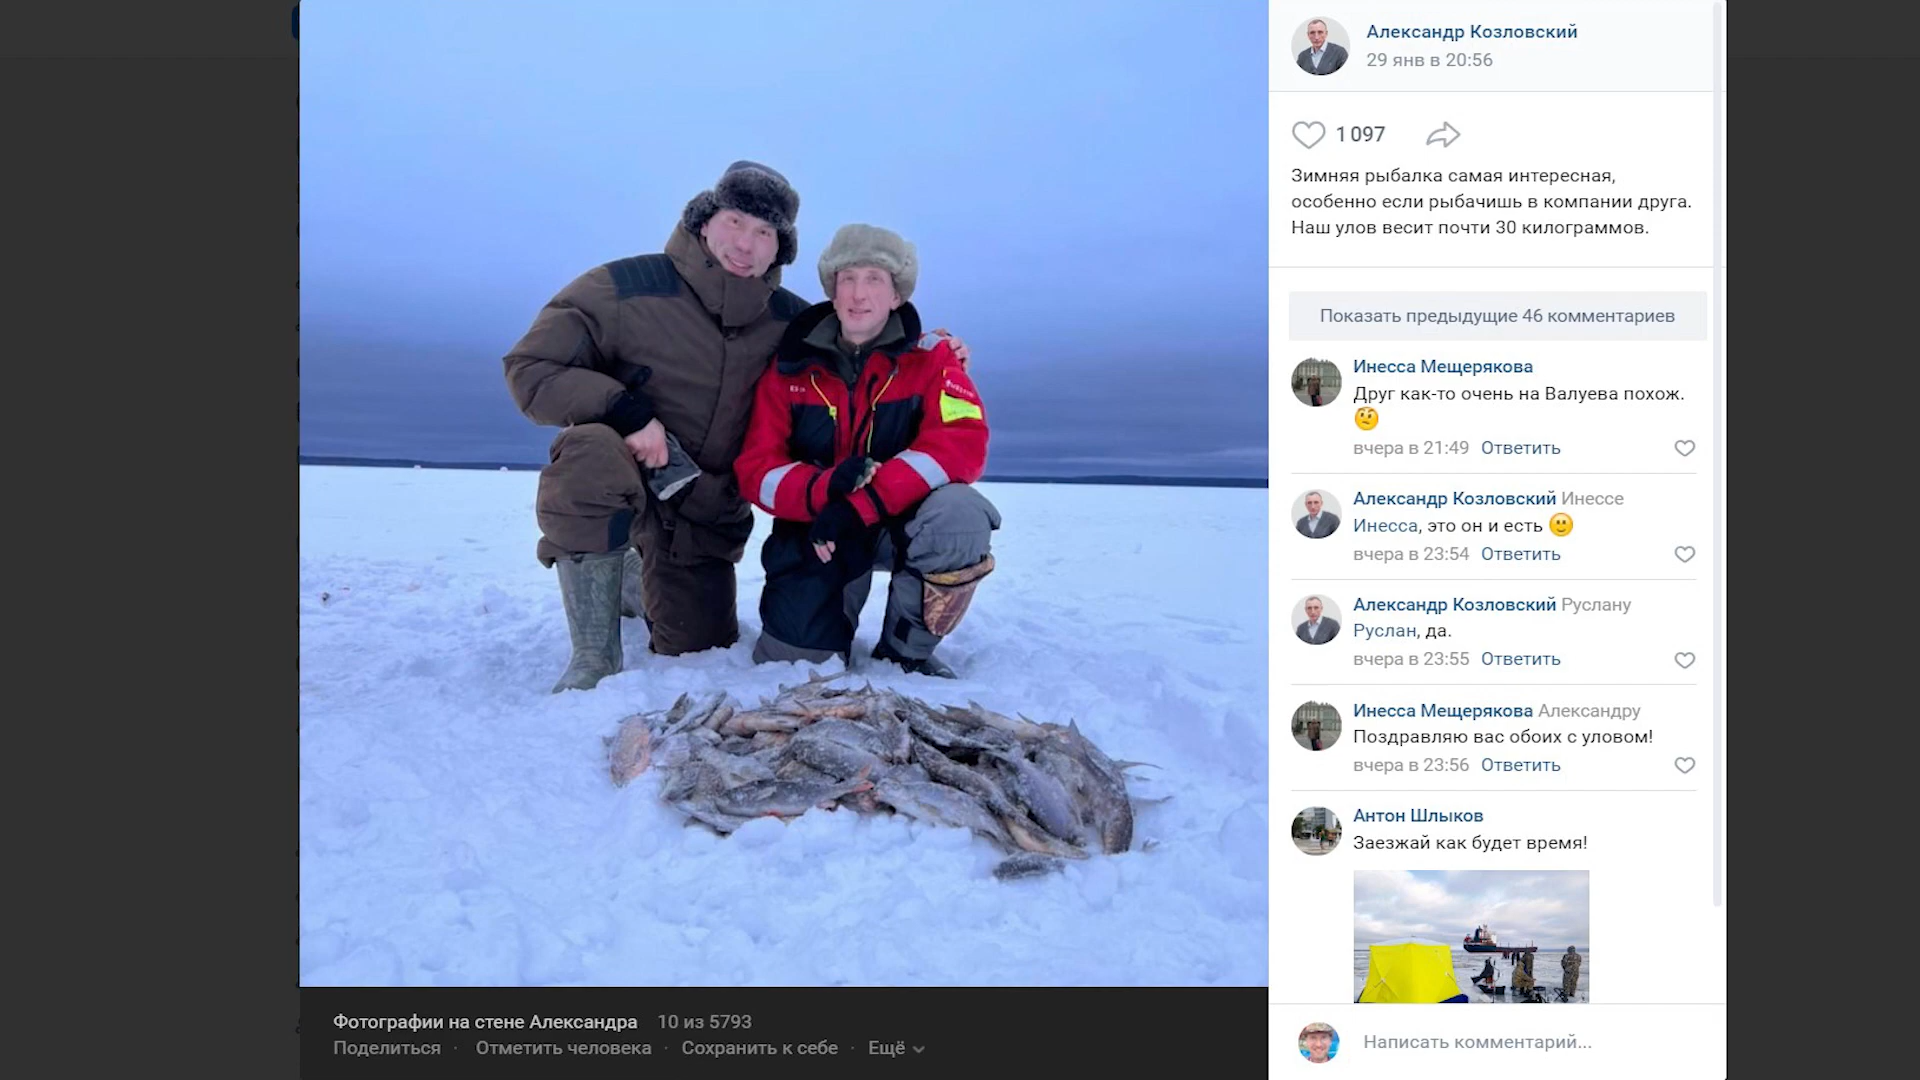 Александр Козловский
29 янв в 20:56
1 097
Зимняя рыбалка самая интересная,
особенно если рыбачишь в компании друга.
Наш улов весит почти 30 килограммов.
Показать предыдущие 46 комментариев
Инесса Мещерякова
Друг как-то очень на Валуева похож.
🤨
вчера в 21:49 Ответить
Александр Козловский Инессе
Инесса, это он и есть 🙂
вчера в 23:54 Ответить
Александр Козловский Руслану
Руслан, да.
вчера в 23:55 Ответить
Инесса Мещерякова Александру
Поздравляю вас обоих с уловом!
вчера в 23:56 Ответить
Антон Шлыков
Заезжай как будет время!
Написать комментарий...
Фотографии на стене Александра 10 из 5793
Поделиться · Отметить человека · Сохранить к себе · Ещё